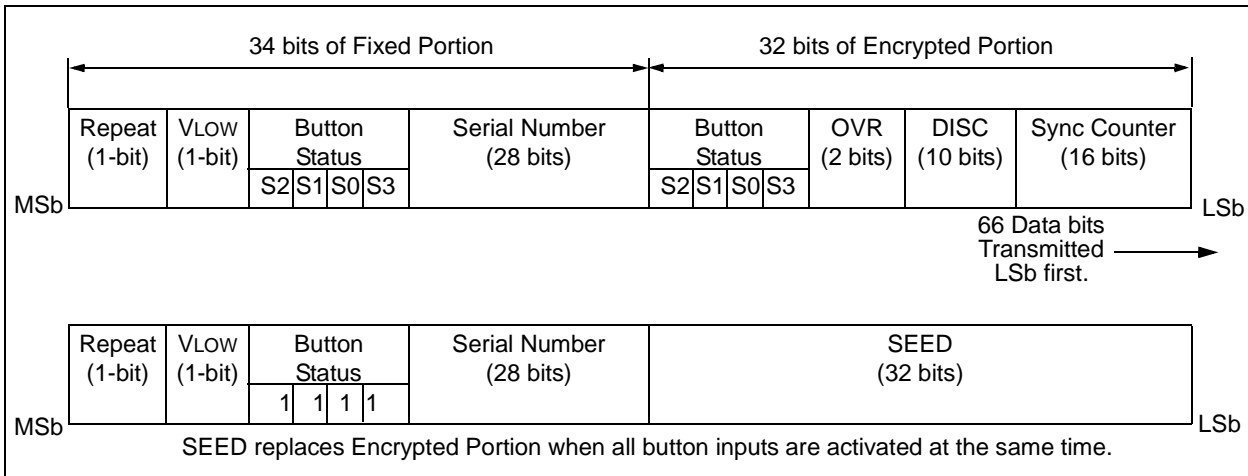 34 bits of Fixed Portion
32 bits of Encrypted Portion
Repeat VLOW Button Serial Number Button OVR DISC Sync Counter
(1-bit) (1-bit) Status (28 bits) Status (2 bits) (10 bits) (16 bits)
S2 S1 S0 S3 S2 S1 S0 S3
MSb LSb
66 Data bits
Transmitted
LSb first.
Repeat VLOW Button Serial Number SEED
(1-bit) (1-bit) Status (28 bits) (32 bits)
1 1 1 1
MSb LSb
SEED replaces Encrypted Portion when all button inputs are activated at the same time.